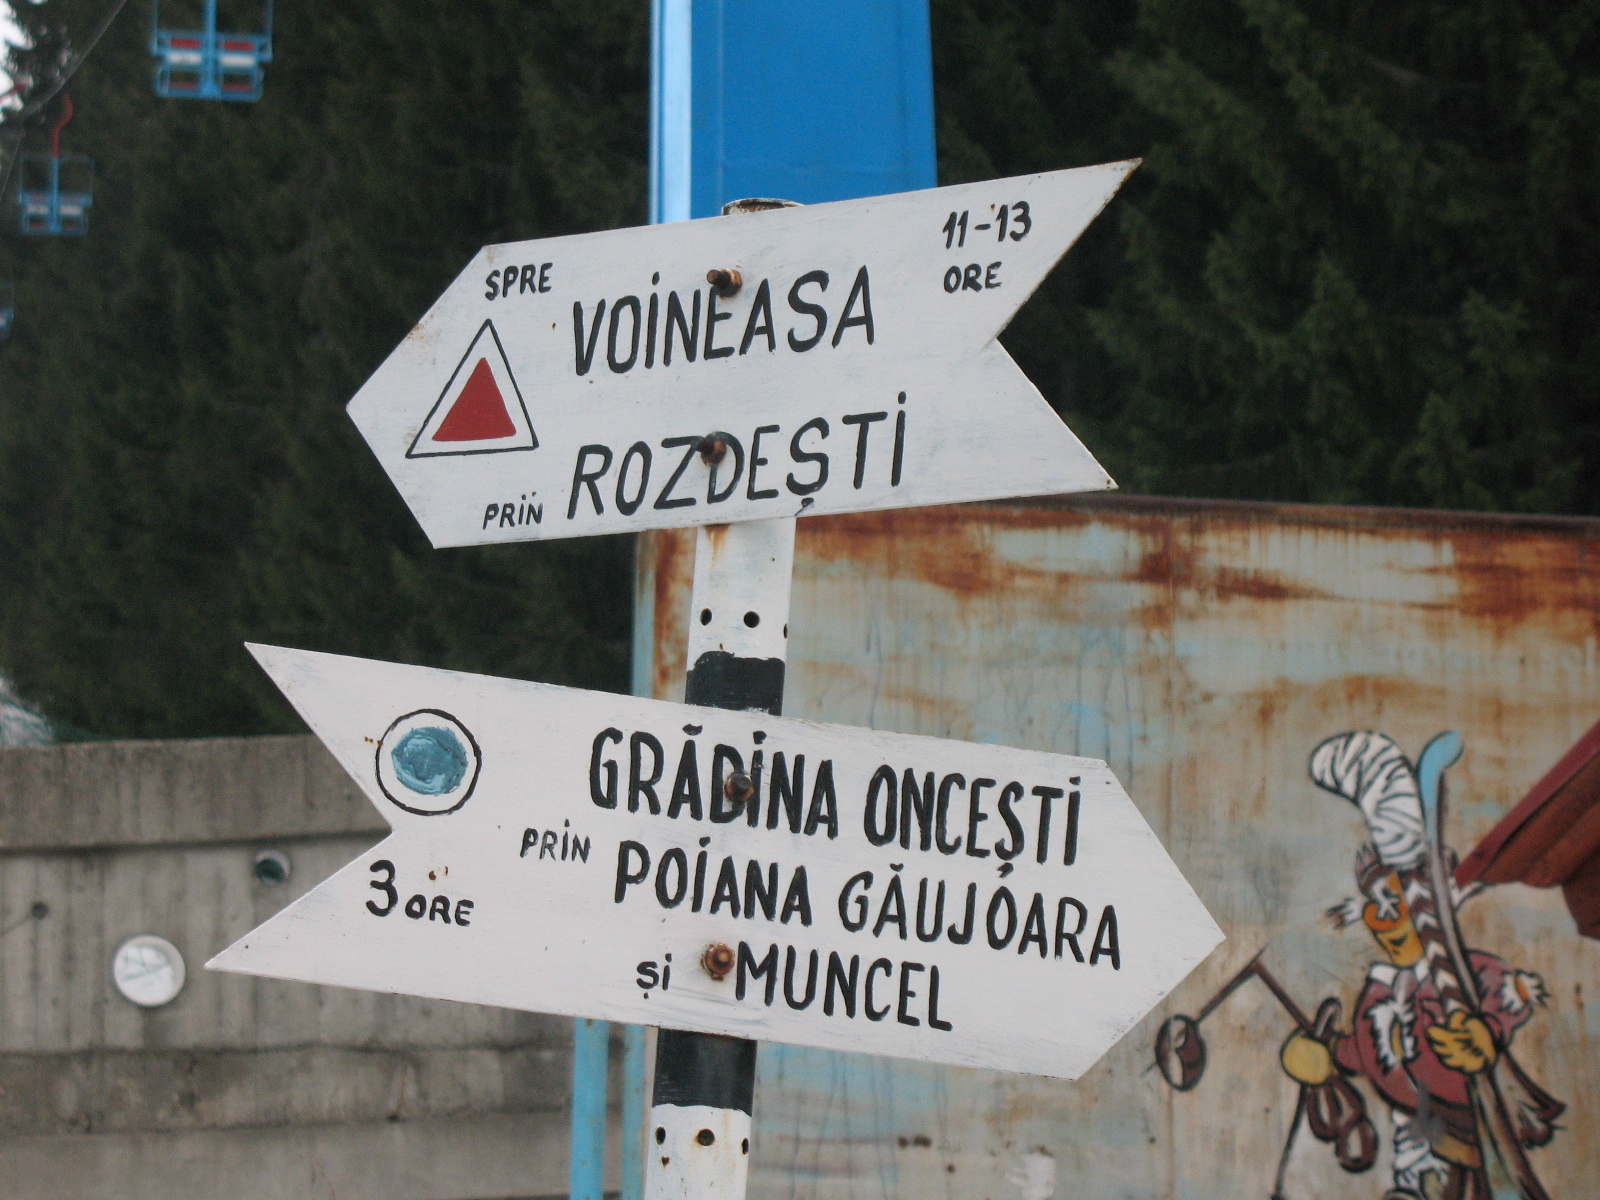 SPRE
VOINEASA
11-13
ORE
PRIN ROZDEȘTI
GRĂDINA ONCEȘTI
PRIN POIANA GĂUJOARA
3 ORE
ȘI MUNCEL